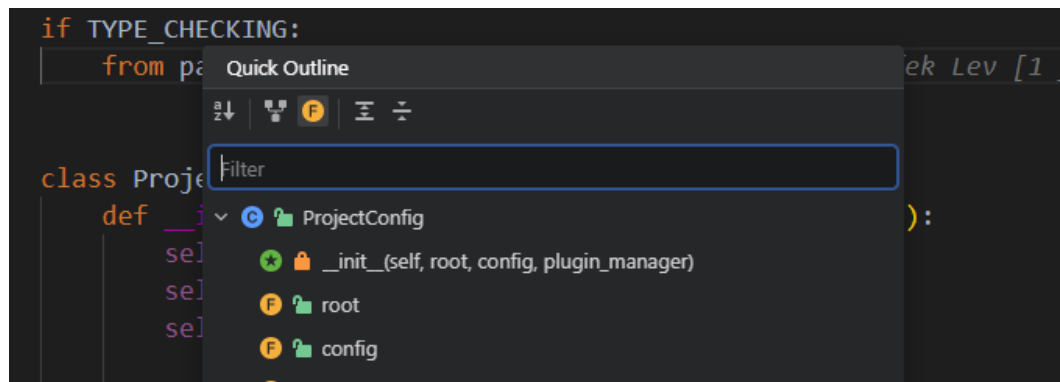 if TYPE_CHECKING:
from pa
ek Lev [1
Quick Outline
Filter
class Proje
ProjectConfig
def __i
):
__init__(self, root, config, plugin_manager)
sel
root
sel
config
sel